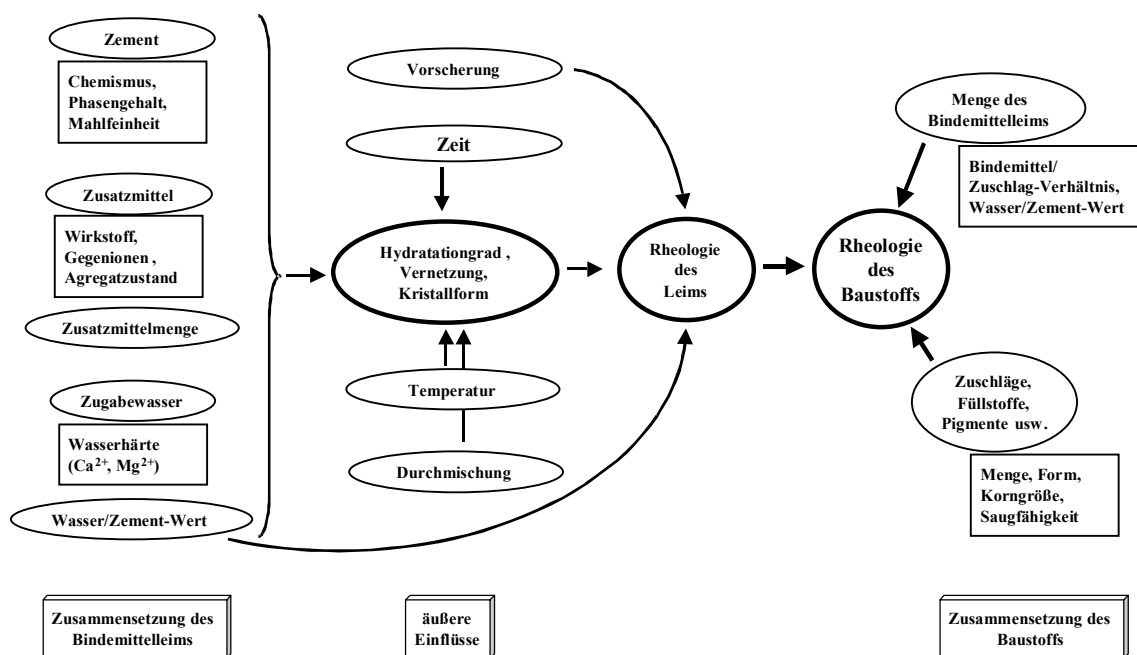 Zement
Chemismus,
Phasengehalt,
Mahlfeinheit
Zusatzmittel
Wirkstoff,
Gegenionen ,
Agregatzustand
Zusatzmittelmenge
Zugabewasser
Wasserhärte
(Ca²⁺, Mg²⁺)
Wasser/Zement-Wert
Vorscherung
Zeit
Hydratationgrad ,
Vernetzung,
Kristallform
Temperatur
Durchmischung
Rheologie
des
Leims
Rheologie
des
Baustoffs
Menge des
Bindemittelleims
Bindemittel/
Zuschlag-Verhältnis,
Wasser/Zement-Wert
Zuschläge,
Füllstoffe,
Pigmente usw.
Menge, Form,
Korngröße,
Saugfähigkeit
Zusammensetzung des
Bindemittelleims
äußere
Einflüsse
Zusammensetzung des
Baustoffs